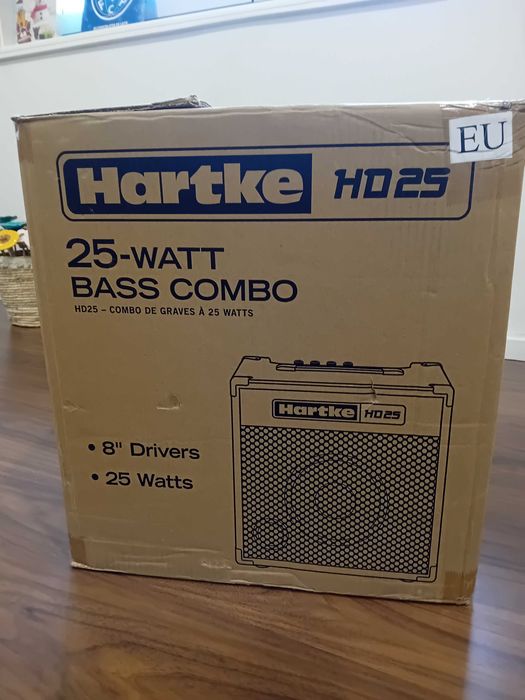 EU
Hartke HD25
25-WATT
BASS COMBO
HD25 – COMBO DE GRAVES À 25 WATTS
Hartke HD25
• 8" Drivers
• 25 Watts